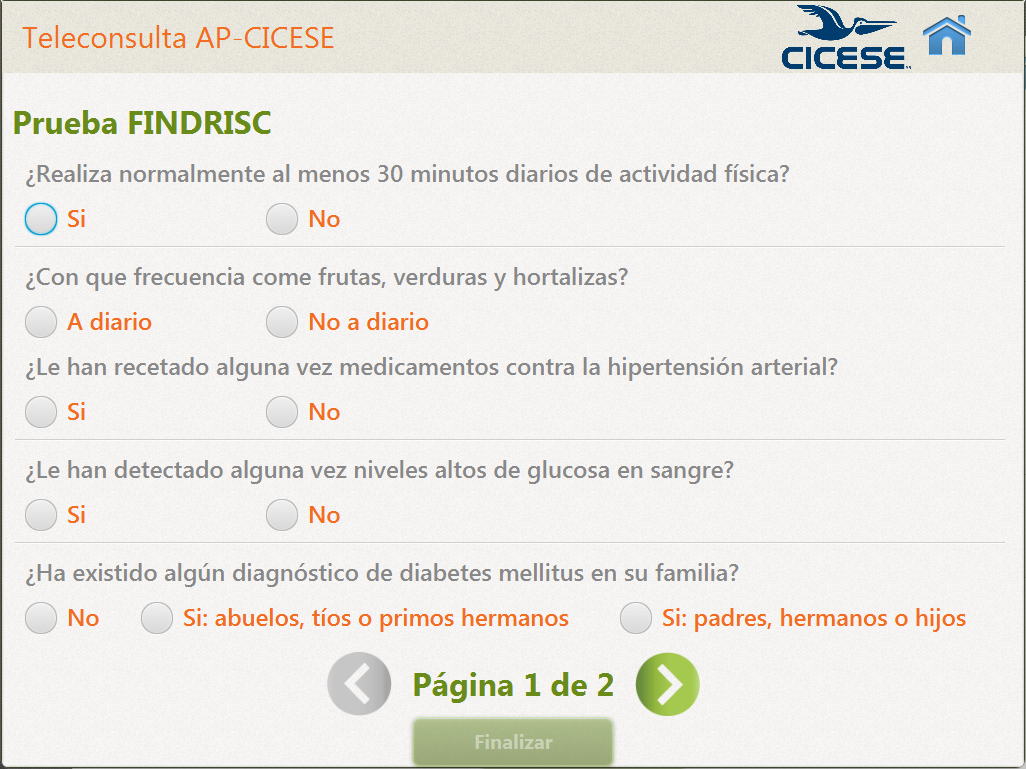 Teleconsulta AP-CICESE
CICESE
Prueba FINDRISC
¿Realiza normalmente al menos 30 minutos diarios de actividad física?
Si No
¿Con que frecuencia come frutas, verduras y hortalizas?
A diario No a diario
¿Le han recetado alguna vez medicamentos contra la hipertensión arterial?
Si No
¿Le han detectado alguna vez niveles altos de glucosa en sangre?
Si No
¿Ha existido algún diagnóstico de diabetes mellitus en su familia?
No Si: abuelos, tíos o primos hermanos Si: padres, hermanos o hijos
Página 1 de 2
Finalizar